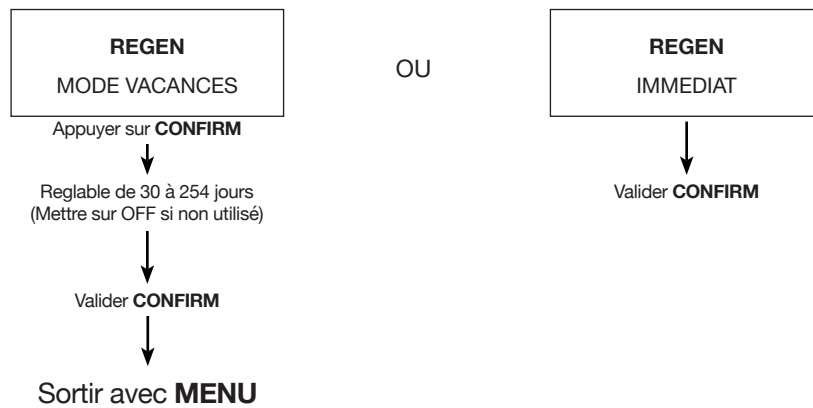 REGEN
MODE VACANCES
Appuyer sur CONFIRM
Reglable de 30 à 254 jours
(Mettre sur OFF si non utilisé)
Valider CONFIRM
Sortir avec MENU
OU
REGEN
IMMEDIAT
Valider CONFIRM